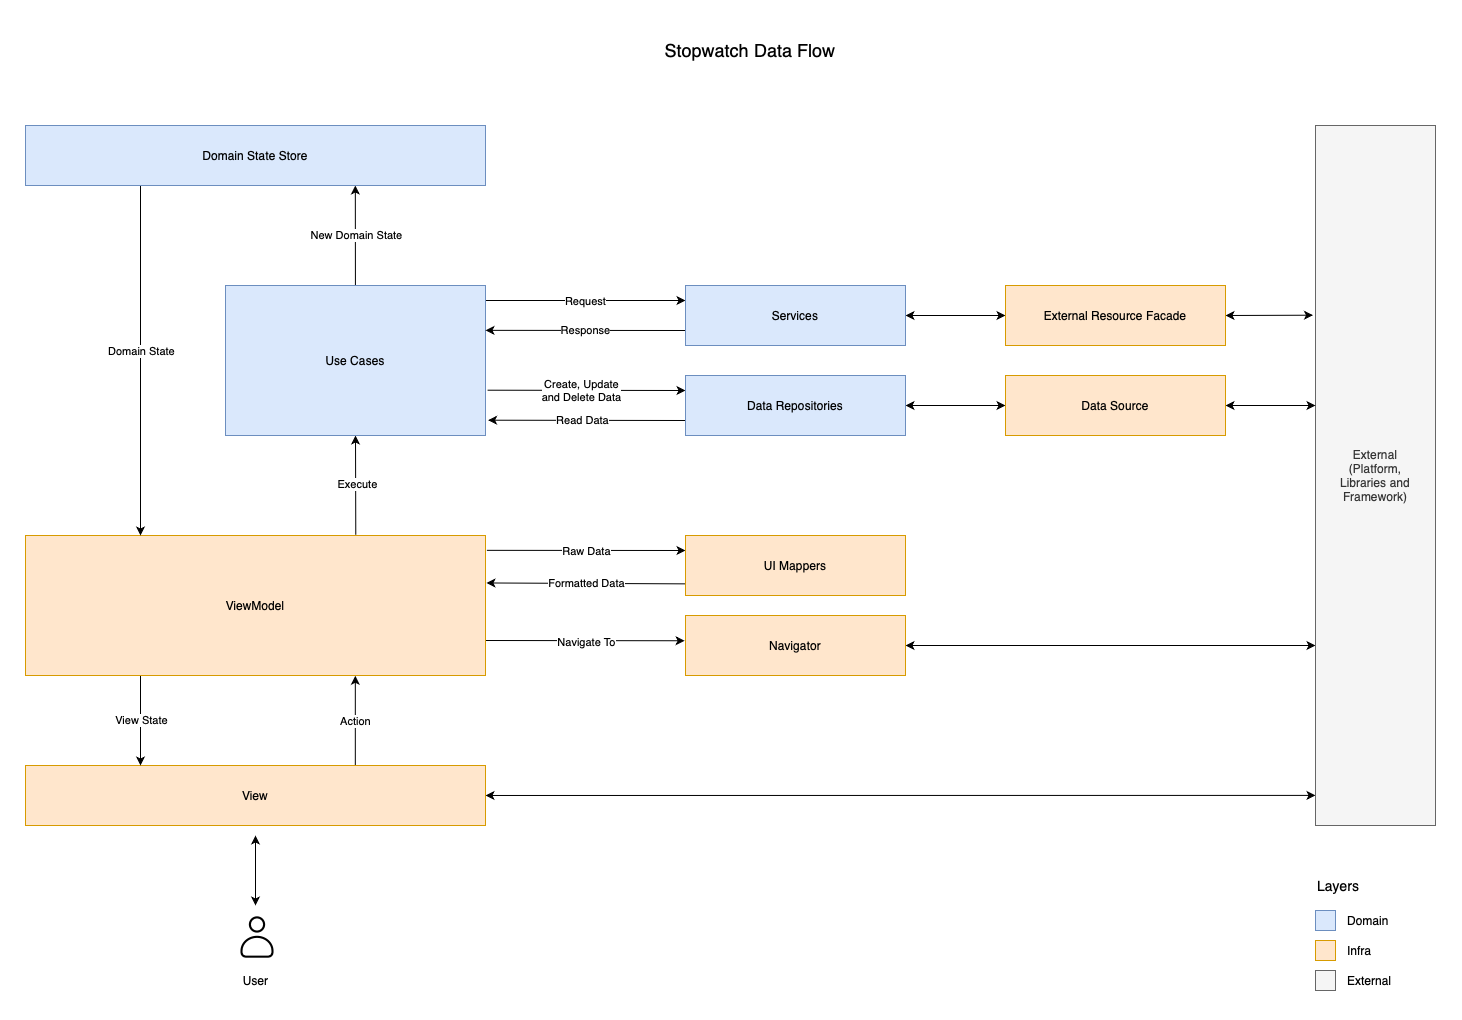 Stopwatch Data Flow
Domain State Store
New Domain State
Domain State
Use Cases
Request
Response
Create, Update
and Delete Data
Read Data
Services
External Resource Facade
Data Repositories
Data Source
External
(Platform,
Libraries and
Framework)
Execute
ViewModel
Raw Data
Formatted Data
Navigate To
UI Mappers
Navigator
View State
Action
View
User
Layers
Domain
Infra
External